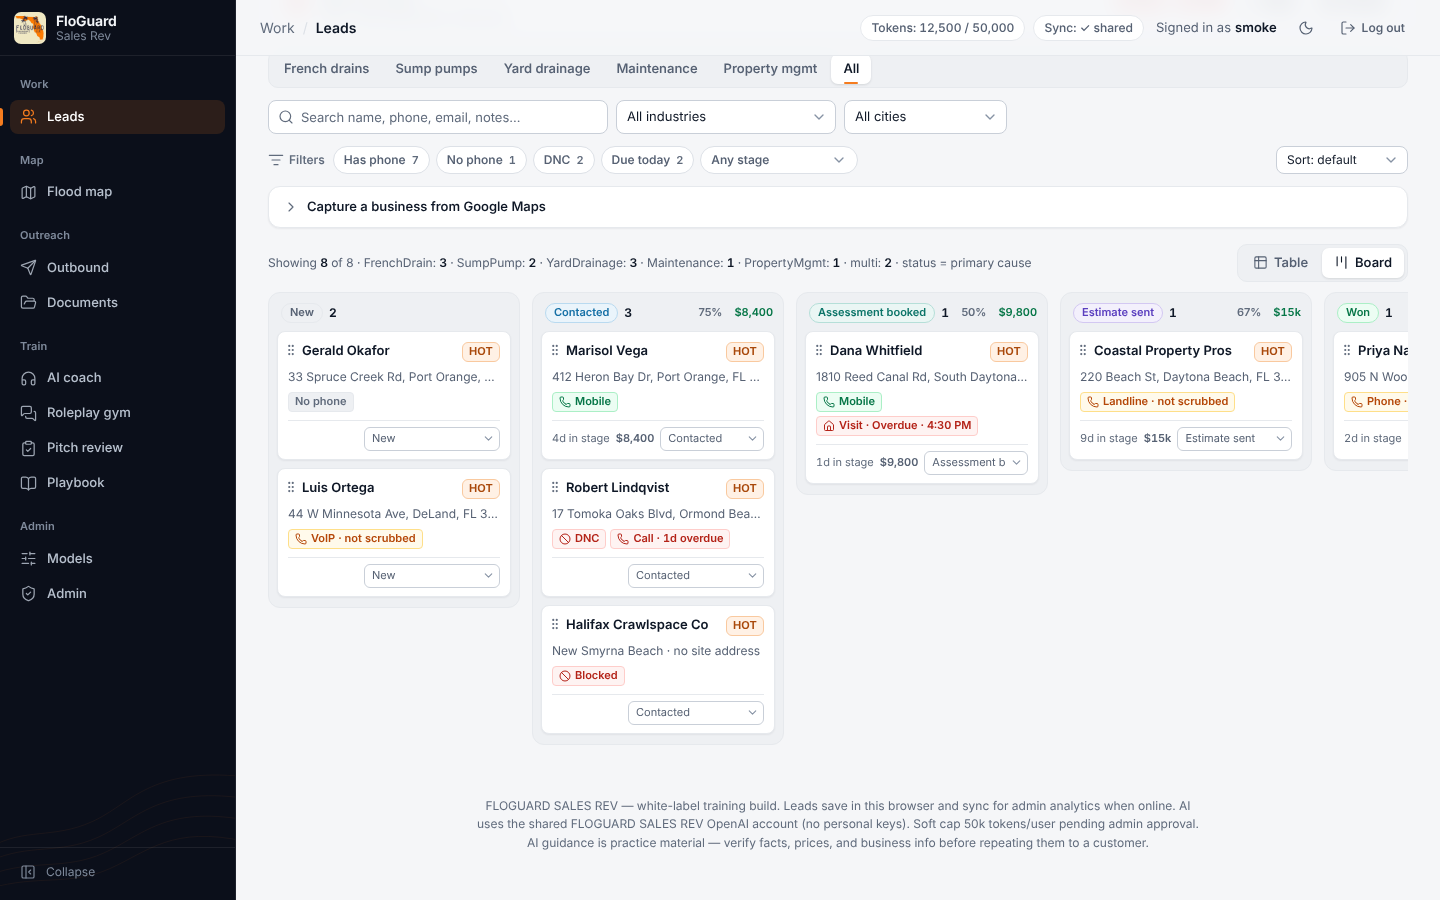 FloGuard
Sales Rev
Work / Leads
Tokens: 12,500 / 50,000
Sync: ✓ shared
Signed in as smoke
Log out
Work
Leads
Map
Flood map
Outreach
Outbound
Documents
Train
AI coach
Roleplay gym
Pitch review
Playbook
Admin
Models
Admin
Collapse
French drains
Sump pumps
Yard drainage
Maintenance
Property mgmt
All
Search name, phone, email, notes...
All industries
All cities
Filters
Has phone 7
No phone 1
DNC 2
Due today 2
Any stage
Sort: default
Capture a business from Google Maps
Showing 8 of 8 · FrenchDrain: 3 · SumpPump: 2 · YardDrainage: 3 · Maintenance: 1 · PropertyMgmt: 1 · multi: 2 · status = primary cause
Table
Board
New 2
Gerald Okafor HOT
33 Spruce Creek Rd, Port Orange, ...
No phone
New
Luis Ortega HOT
44 W Minnesota Ave, DeLand, FL 3...
VoIP · not scrubbed
New
Contacted 3 75% $8,400
Marisol Vega HOT
412 Heron Bay Dr, Port Orange, FL ...
Mobile
4d in stage $8,400 Contacted
Robert Lindqvist HOT
17 Tomoka Oaks Blvd, Ormond Bea...
DNC Call · 1d overdue
Contacted
Halifax Crawlspace Co HOT
New Smyrna Beach · no site address
Blocked
Contacted
Assessment booked 1 50% $9,800
Dana Whitfield HOT
1810 Reed Canal Rd, South Daytona...
Mobile
Visit · Overdue · 4:30 PM
1d in stage $9,800 Assessment b
Estimate sent 1 67% $15k
Coastal Property Pros HOT
220 Beach St, Daytona Beach, FL 3...
Landline · not scrubbed
9d in stage $15k Estimate sent
Won 1
Priya Na
905 N Woo
Phone ·
2d in stage
FLOGUARD SALES REV — white-label training build. Leads save in this browser and sync for admin analytics when online. AI
uses the shared FLOGUARD SALES REV OpenAI account (no personal keys). Soft cap 50k tokens/user pending admin approval.
AI guidance is practice material — verify facts, prices, and business info before repeating them to a customer.